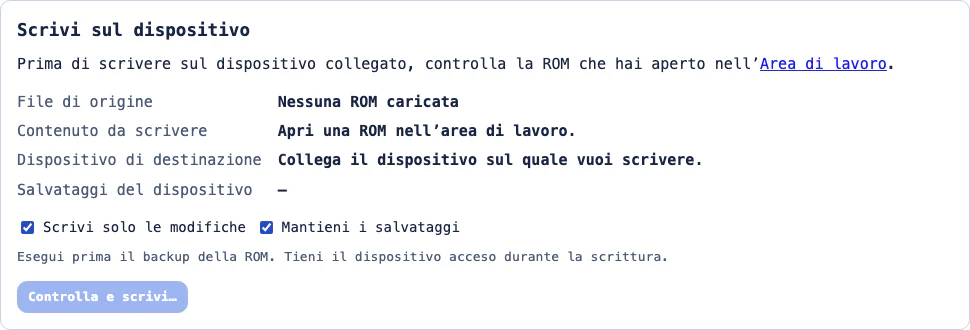 Scrivi sul dispositivo
Prima di scrivere sul dispositivo collegato, controlla la ROM che hai aperto nell’Area di lavoro.
File di origine Nessuna ROM caricata
Contenuto da scrivere Apri una ROM nell’area di lavoro.
Dispositivo di destinazione Collega il dispositivo sul quale vuoi scrivere.
Salvataggi del dispositivo —
Scrivi solo le modifiche Mantieni i salvataggi
Esegui prima il backup della ROM. Tieni il dispositivo acceso durante la scrittura.
Controlla e scrivi…